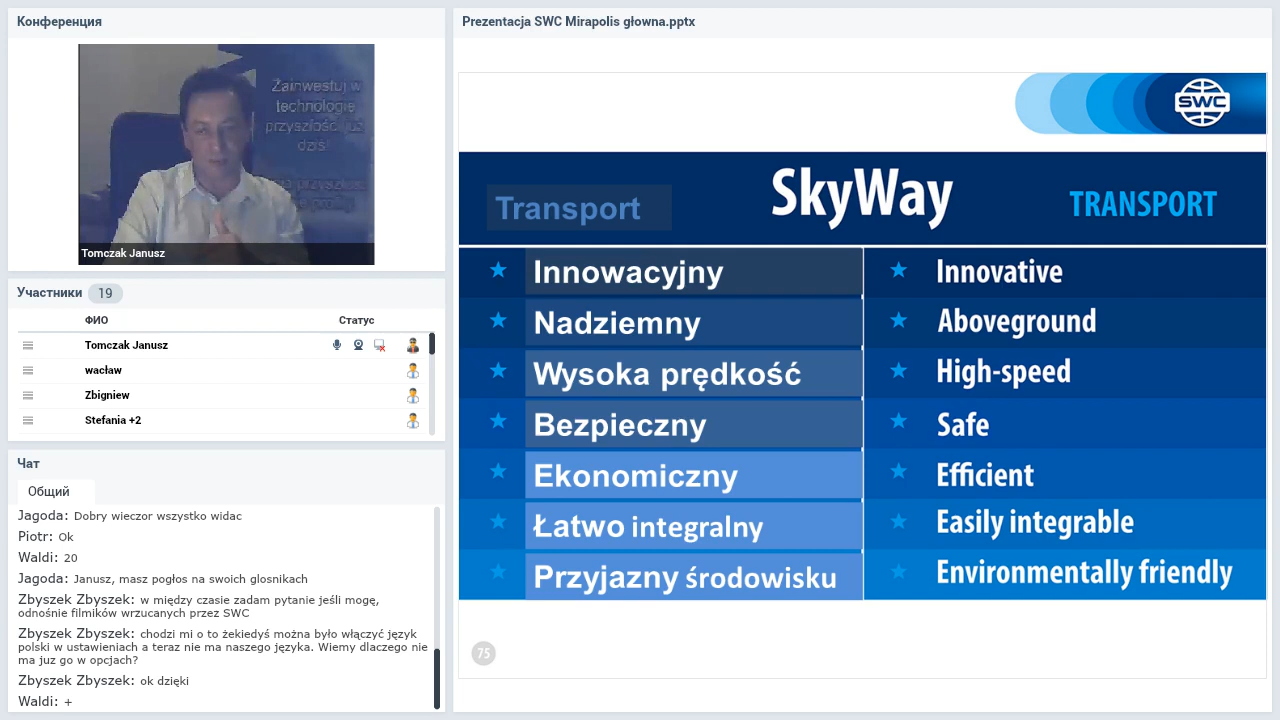 Конференция
Zainwestuj w
technologie
przyszłości już
dziś!
Tomczak Janusz
Участники 19
ФИО Статус
Tomczak Janusz
wacław
Zbigniew
Stefania +2
Чат
Общий
Jagoda: Dobry wieczor wszystko widac
Piotr: Ok
Waldi: 20
Jagoda: Janusz, masz pogłos na swoich glosnikach
Zbyszek Zbyszek: w między czasie zadam pytanie jeśli mogę,
odnośnie filmików wrzucanych przez SWC
Zbyszek Zbyszek: chodzi mi o to żekiedyś można było włączyć język
polski w ustawieniach a teraz nie ma naszego języka. Wiemy dlaczego nie
ma juz go w opcjach?
Zbyszek Zbyszek: ok dzięki
Waldi: +
Prezentacja SWC Mirapolis głowna.pptx
SWC
Transport SkyWay TRANSPORT
Innowacyjny
Nadziemny
Wysoka prędkość
Bezpieczny
Ekonomiczny
Łatwo integralny
Przyjazny środowisku
Innovative
Aboveground
High-speed
Safe
Efficient
Easily integrable
Environmentally friendly
75